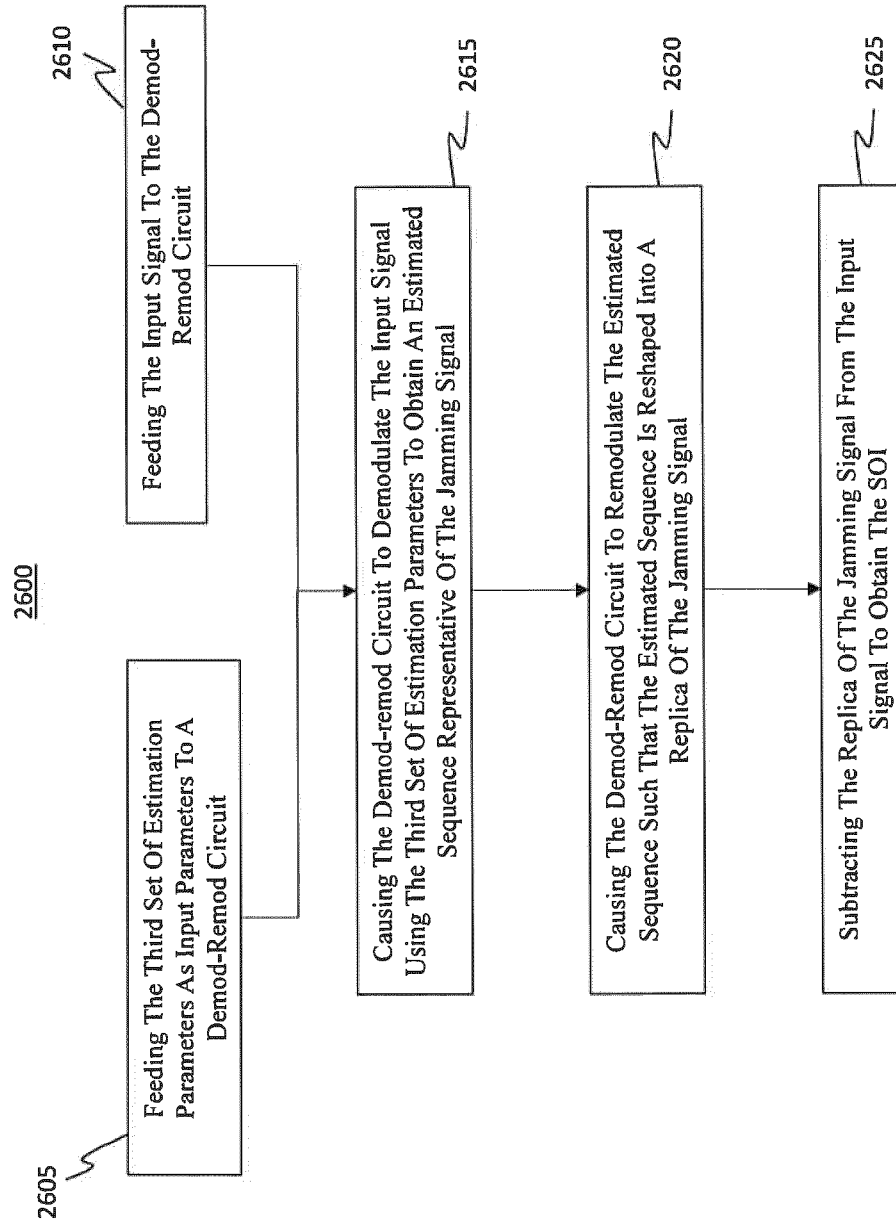 2600
2605
Feeding The Third Set Of Estimation
Parameters As Input Parameters To A
Demod-Remod Circuit
2610
Feeding The Input Signal To The Demod-
Remod Circuit
Causing The Demod-remod Circuit To Demodulate The Input Signal
Using The Third Set Of Estimation Parameters To Obtain An Estimated
Sequence Representative Of The Jamming Signal
2615
Causing The Demod-Remod Circuit To Remodulate The Estimated
Sequence Such That The Estimated Sequence Is Reshaped Into A
Replica Of The Jamming Signal
2620
Subtracting The Replica Of The Jamming Signal From The Input
Signal To Obtain The SOI
2625